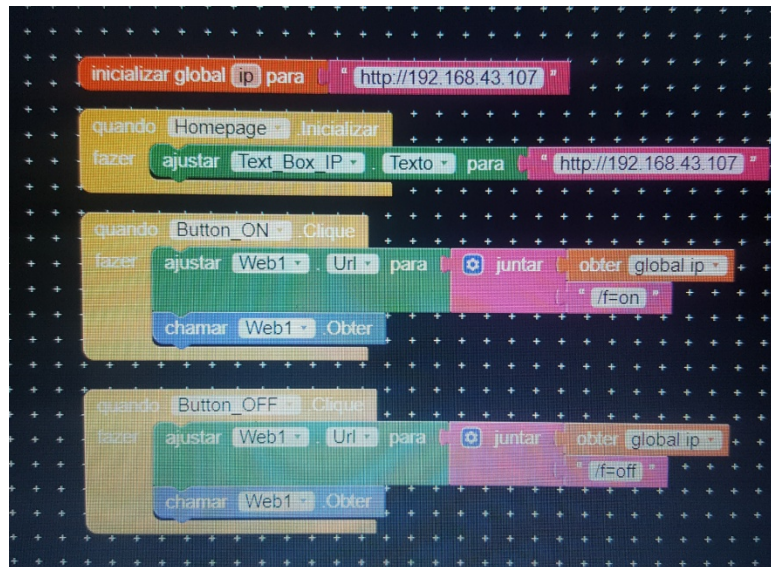 inicializar global ip para " http://192.168.43.107 "
quando Homepage .Inicializar
fazer ajustar Text_Box_IP . Texto para " http://192.168.43.107 "
quando Button_ON .Clique
fazer ajustar Web1 . Url para juntar obter global ip
" /f=on "
chamar Web1 .Obter
quando Button_OFF .Clique
fazer ajustar Web1 . Url para juntar obter global ip
" /f=off "
chamar Web1 .Obter